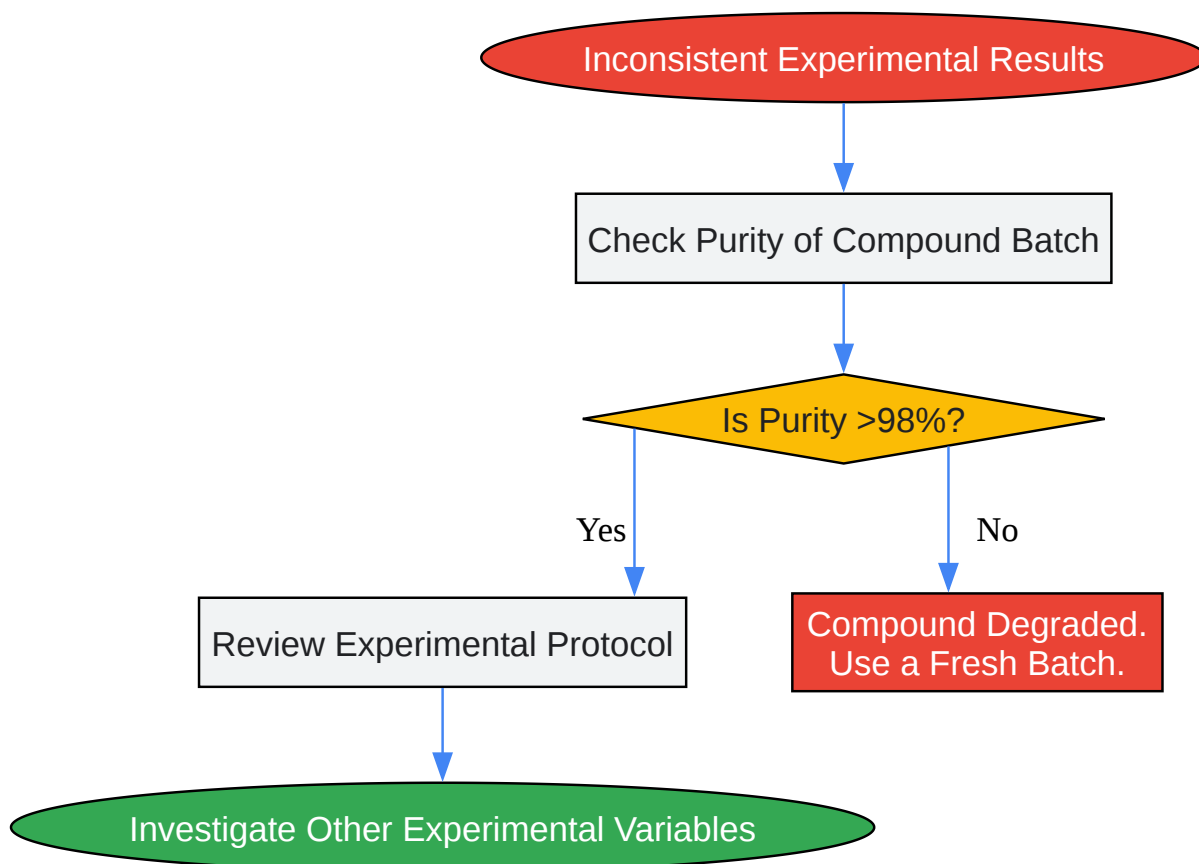 Inconsistent Experimental Results
Check Purity of Compound Batch
Is Purity >98%?
Yes
No
Review Experimental Protocol
Compound Degraded.
Use a Fresh Batch.
Investigate Other Experimental Variables